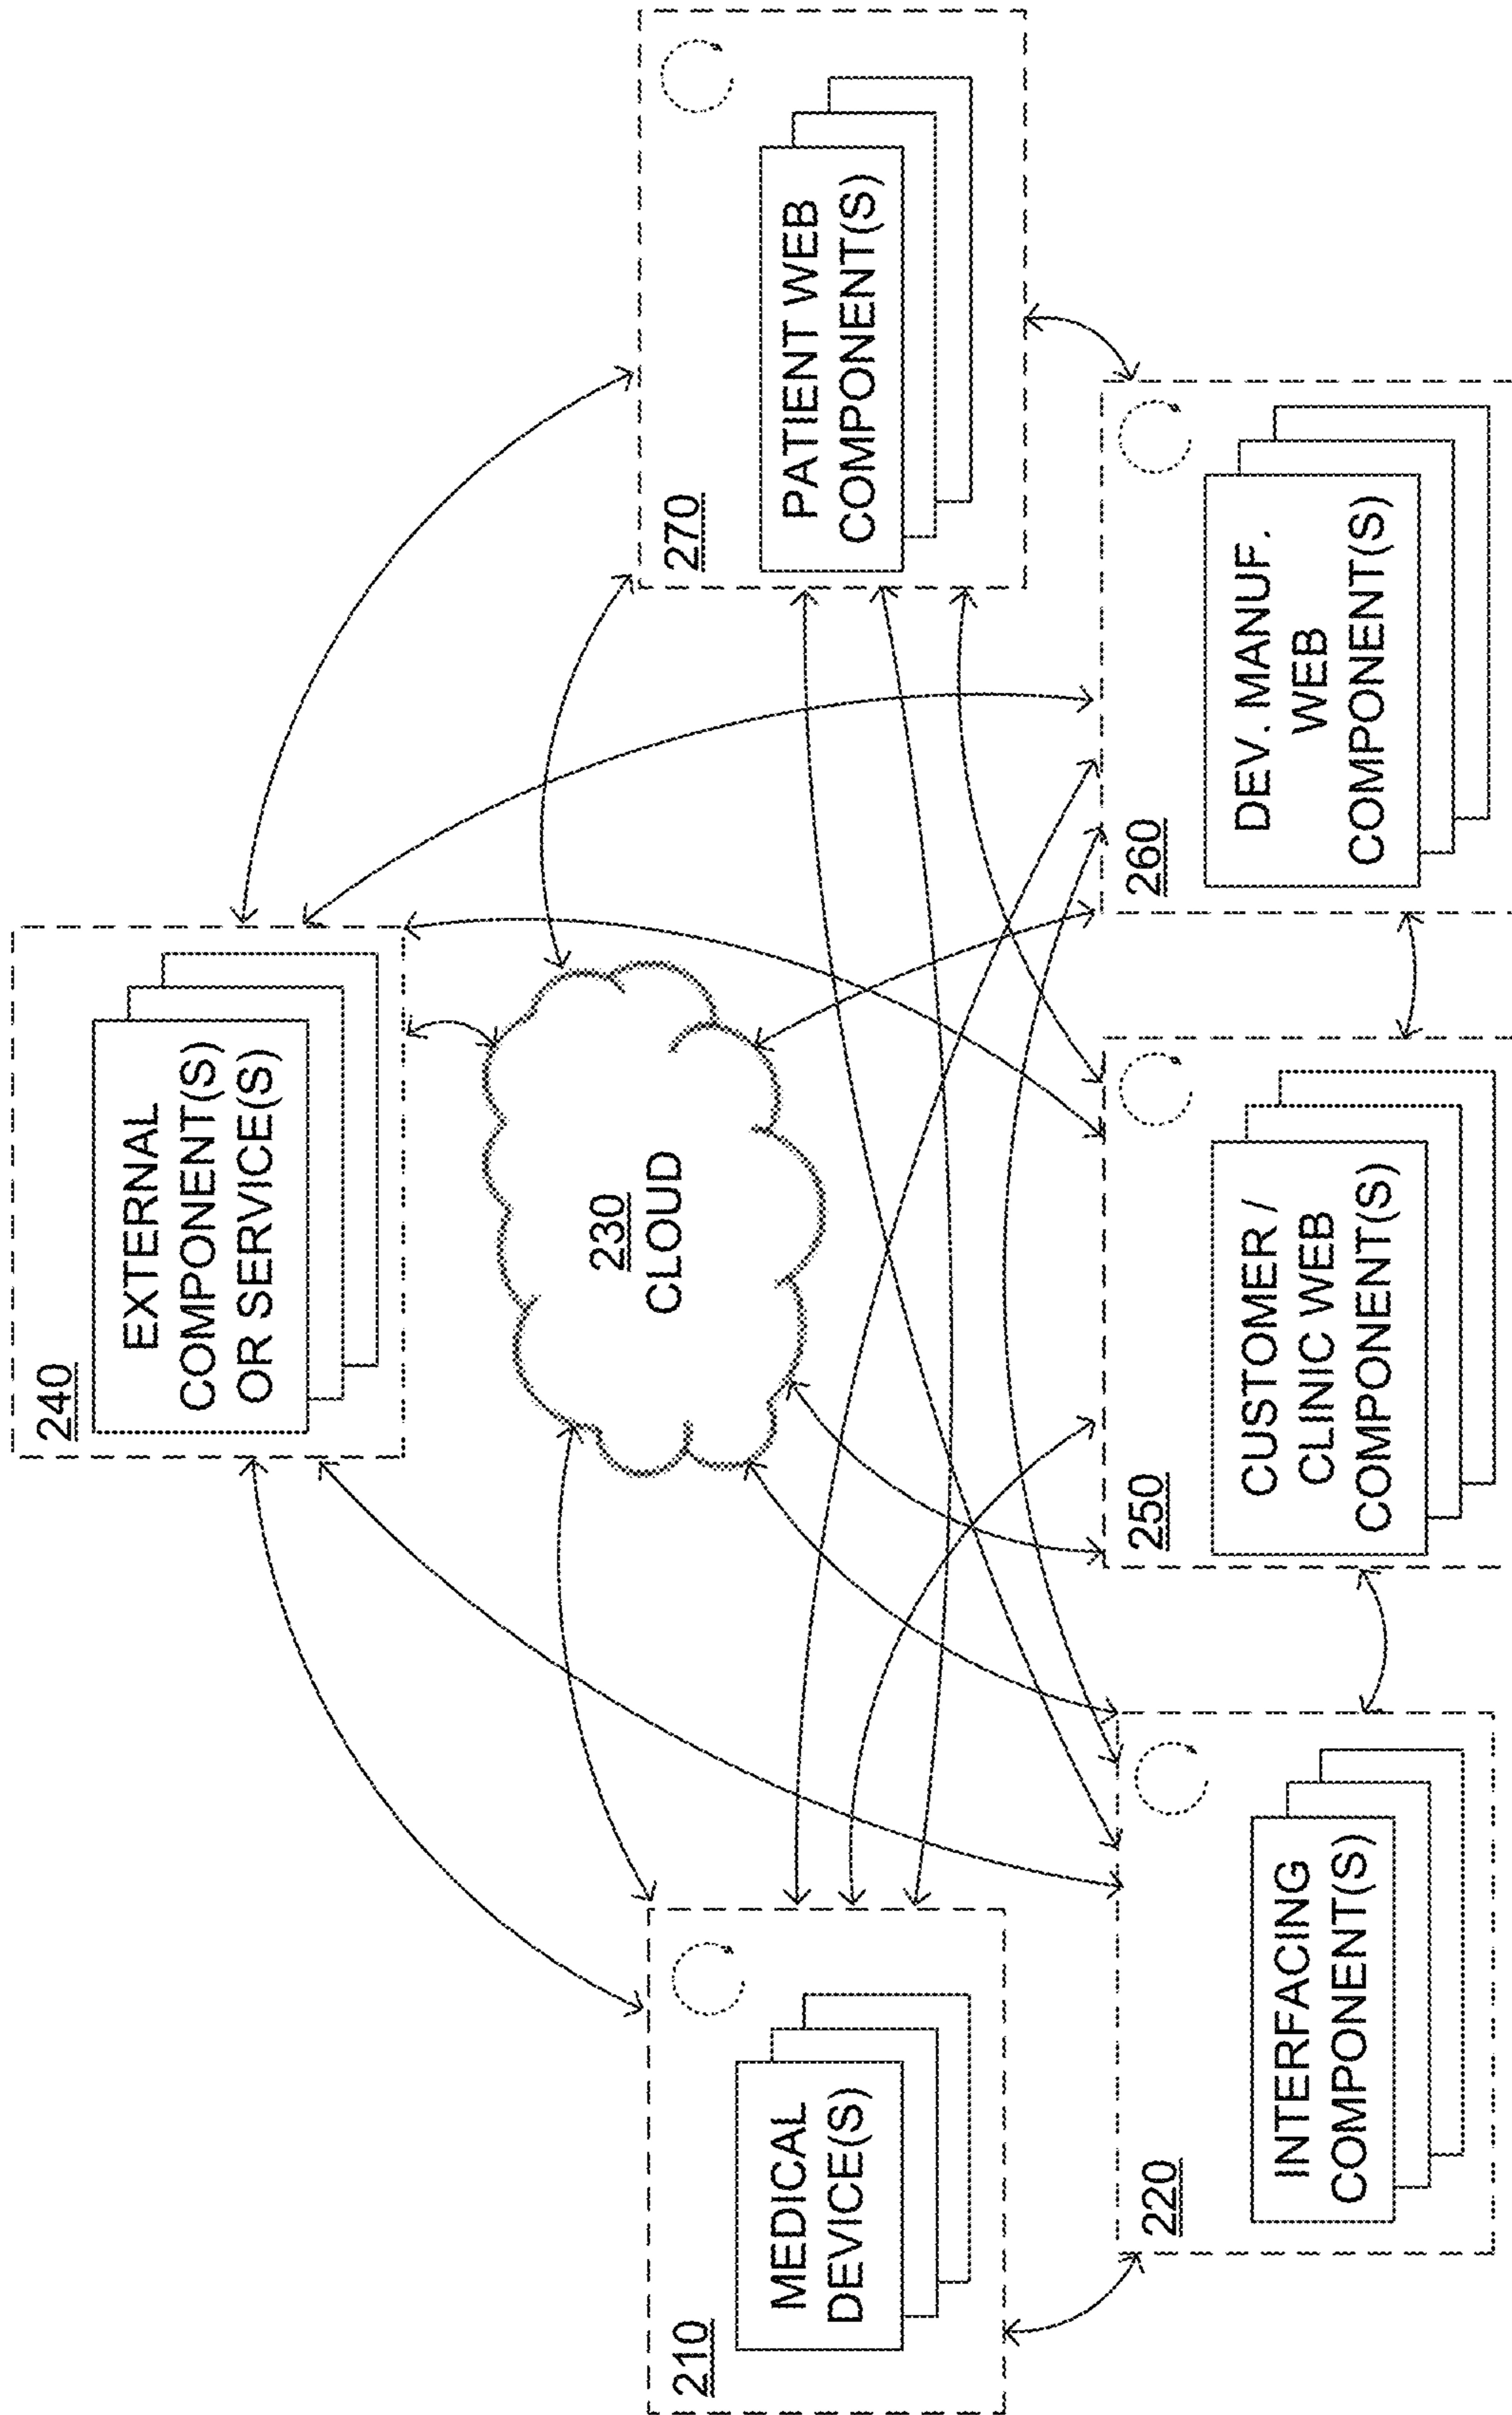 240
EXTERNAL
COMPONENT(S)
OR SERVICE(S)
230
CLOUD
210
MEDICAL
DEVICE(S)
270
PATIENT WEB
COMPONENT(S)
220
INTERFACING
COMPONENT(S)
250
CUSTOMER /
CLINIC WEB
COMPONENT(S)
260
DEV. MANUF.
WEB
COMPONENT(S)